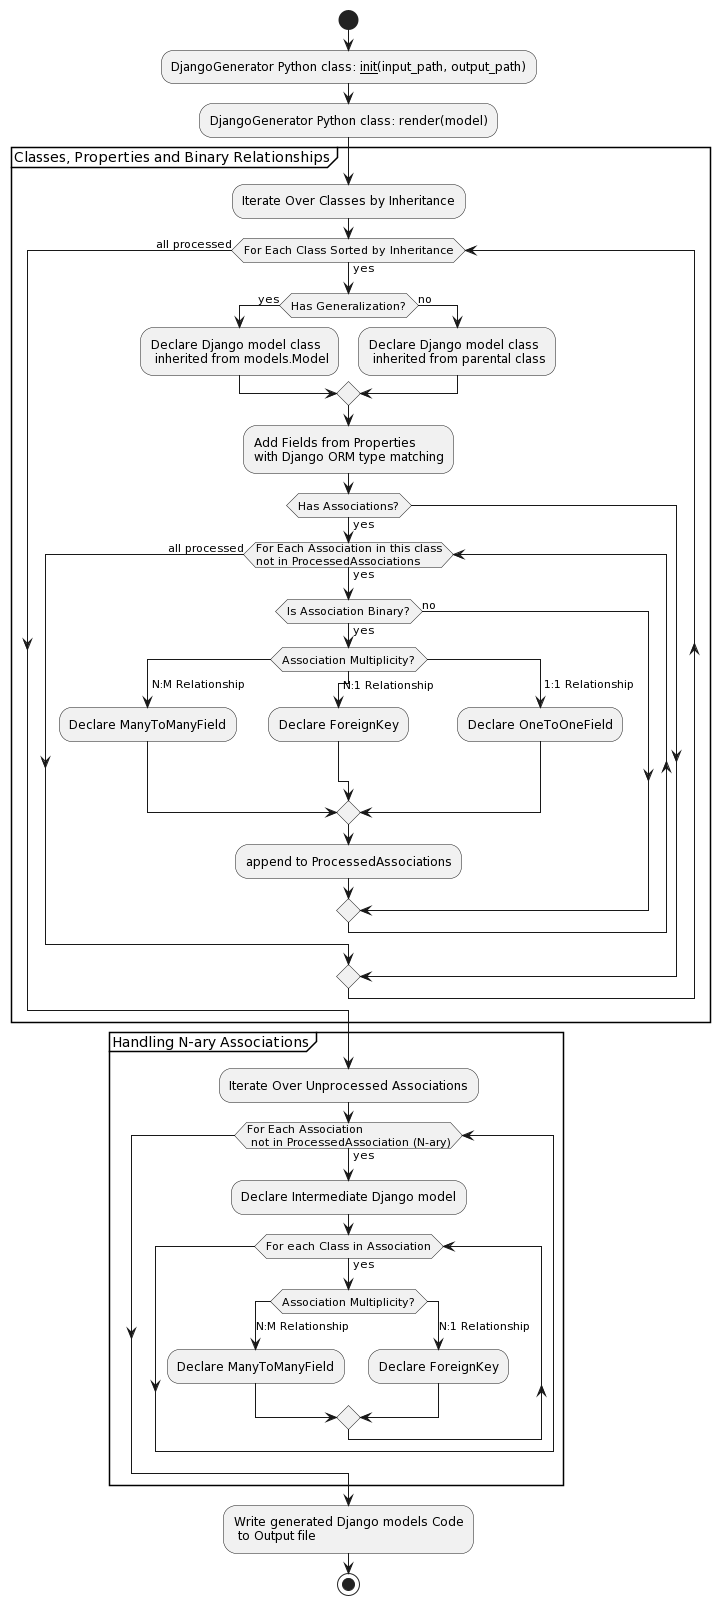 DjangoGenerator Python class: init(input_path, output_path)
DjangoGenerator Python class: render(model)
Classes, Properties and Binary Relationships
Iterate Over Classes by Inheritance
all processed
For Each Class Sorted by Inheritance
yes
yes
Has Generalization?
no
Declare Django model class
inherited from models.Model
Declare Django model class
inherited from parental class
Add Fields from Properties
with Django ORM type matching
Has Associations?
yes
all processed
For Each Association in this class
not in ProcessedAssociations
yes
Is Association Binary?
no
yes
Association Multiplicity?
N:M Relationship
N:1 Relationship
1:1 Relationship
Declare ManyToManyField
Declare ForeignKey
Declare OneToOneField
append to ProcessedAssociations
Handling N-ary Associations
Iterate Over Unprocessed Associations
For Each Association
not in ProcessedAssociation (N-ary)
yes
Declare Intermediate Django model
For each Class in Association
yes
Association Multiplicity?
N:M Relationship
N:1 Relationship
Declare ManyToManyField
Declare ForeignKey
Write generated Django models Code
to Output file